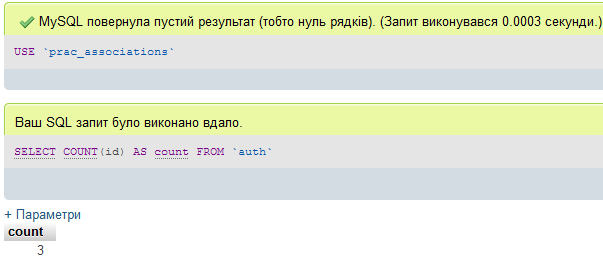 MySQL повернула пустий результат (тобто нуль рядків). (Запит виконувався 0.0003 секунди.)
USE `prac_associations`
Ваш SQL запит було виконано вдало.
SELECT COUNT(id) AS count FROM `auth`
+ Параметри
count
3